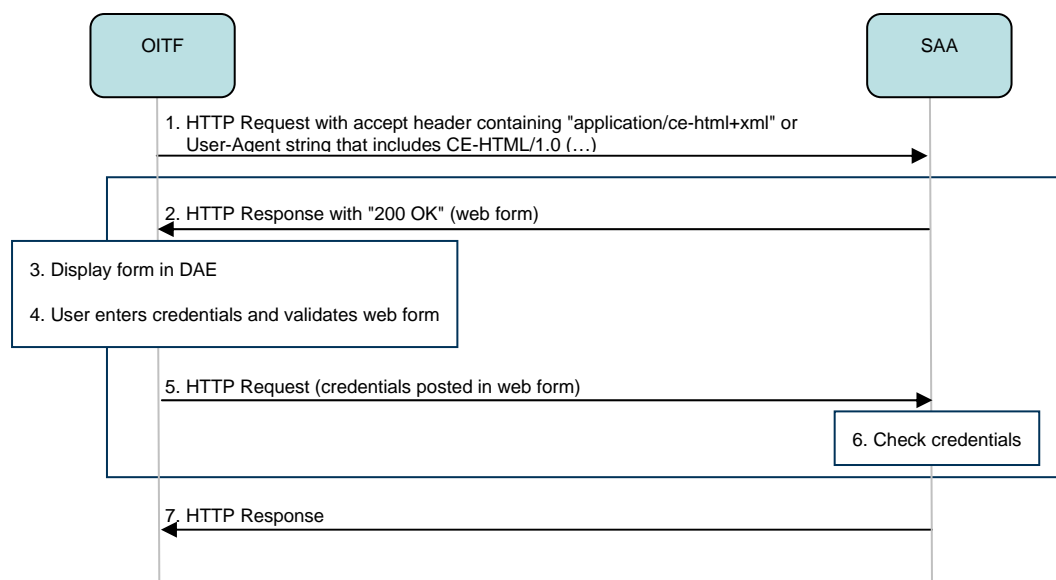 OITF
SAA
1. HTTP Request with accept header containing "application/ce-html+xml" or
User-Agent string that includes CE-HTML/1.0 (…)
2. HTTP Response with "200 OK" (web form)
3. Display form in DAE
4. User enters credentials and validates web form
5. HTTP Request (credentials posted in web form)
6. Check credentials
7. HTTP Response